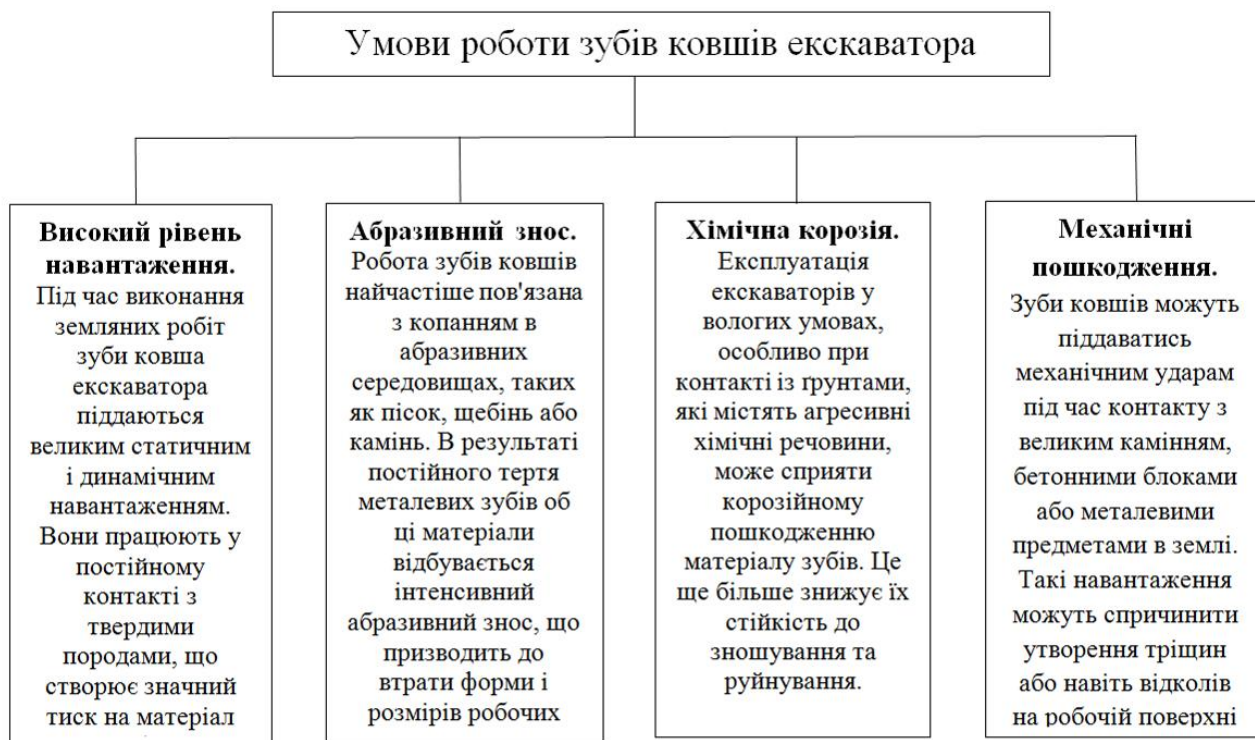 Умови роботи зубів ковшів екскаватора
Високий рівень
навантаження.
Під час виконання
земляних робіт
зуби ковша
екскаватора
піддаються
великим статичним
і динамічним
навантаженням.
Вони працюють у
постійному
контакті з
твердими
породами, що
створює значний
тиск на матеріал
Абразивний знос.
Робота зубів ковшів
найчастіше пов'язана
з копанням в
абразивних
середовищах, таких
як пісок, щебінь або
камінь. В результаті
постійного тертя
металевих зубів об
ці матеріали
відбувається
інтенсивний
абразивний знос, що
призводить до
втрати форми і
розмірів робочих
Хімічна корозія.
Експлуатація
екскаваторів у
вологих умовах,
особливо при
контакті із ґрунтами,
які містять агресивні
хімічні речовини,
може сприяти
корозійному
пошкодженню
матеріалу зубів. Це
ще більше знижує їх
стійкість до
зношування та
руйнування.
Механічні
пошкодження.
Зуби ковшів можуть
піддаватись
механічним ударам
під час контакту з
великим камінням,
бетонними блоками
або металевими
предметами в землі.
Такі навантаження
можуть спричинити
утворення тріщин
або навіть відколів
на робочій поверхні